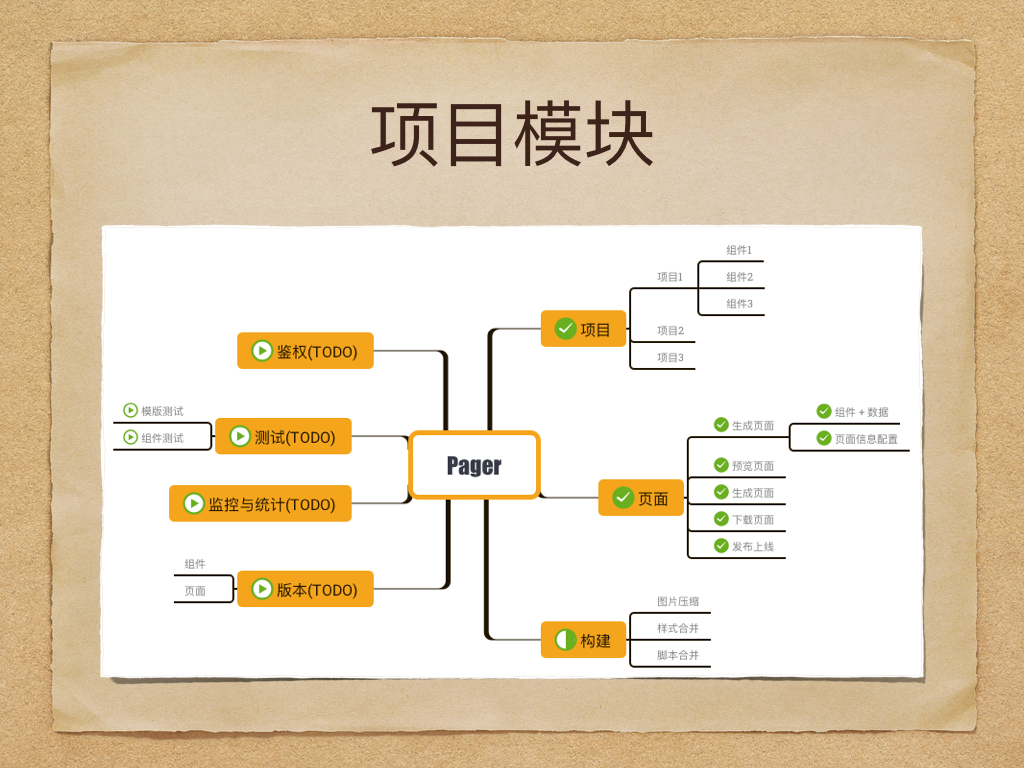 项目模块
鉴权(TODO)
模版测试
组件测试
测试(TODO)
监控与统计(TODO)
组件
页面
版本(TODO)
Pager
项目
项目1
组件1
组件2
组件3
项目2
项目3
页面
生成页面
组件 + 数据
页面信息配置
预览页面
生成页面
下载页面
发布上线
构建
图片压缩
样式合并
脚本合并